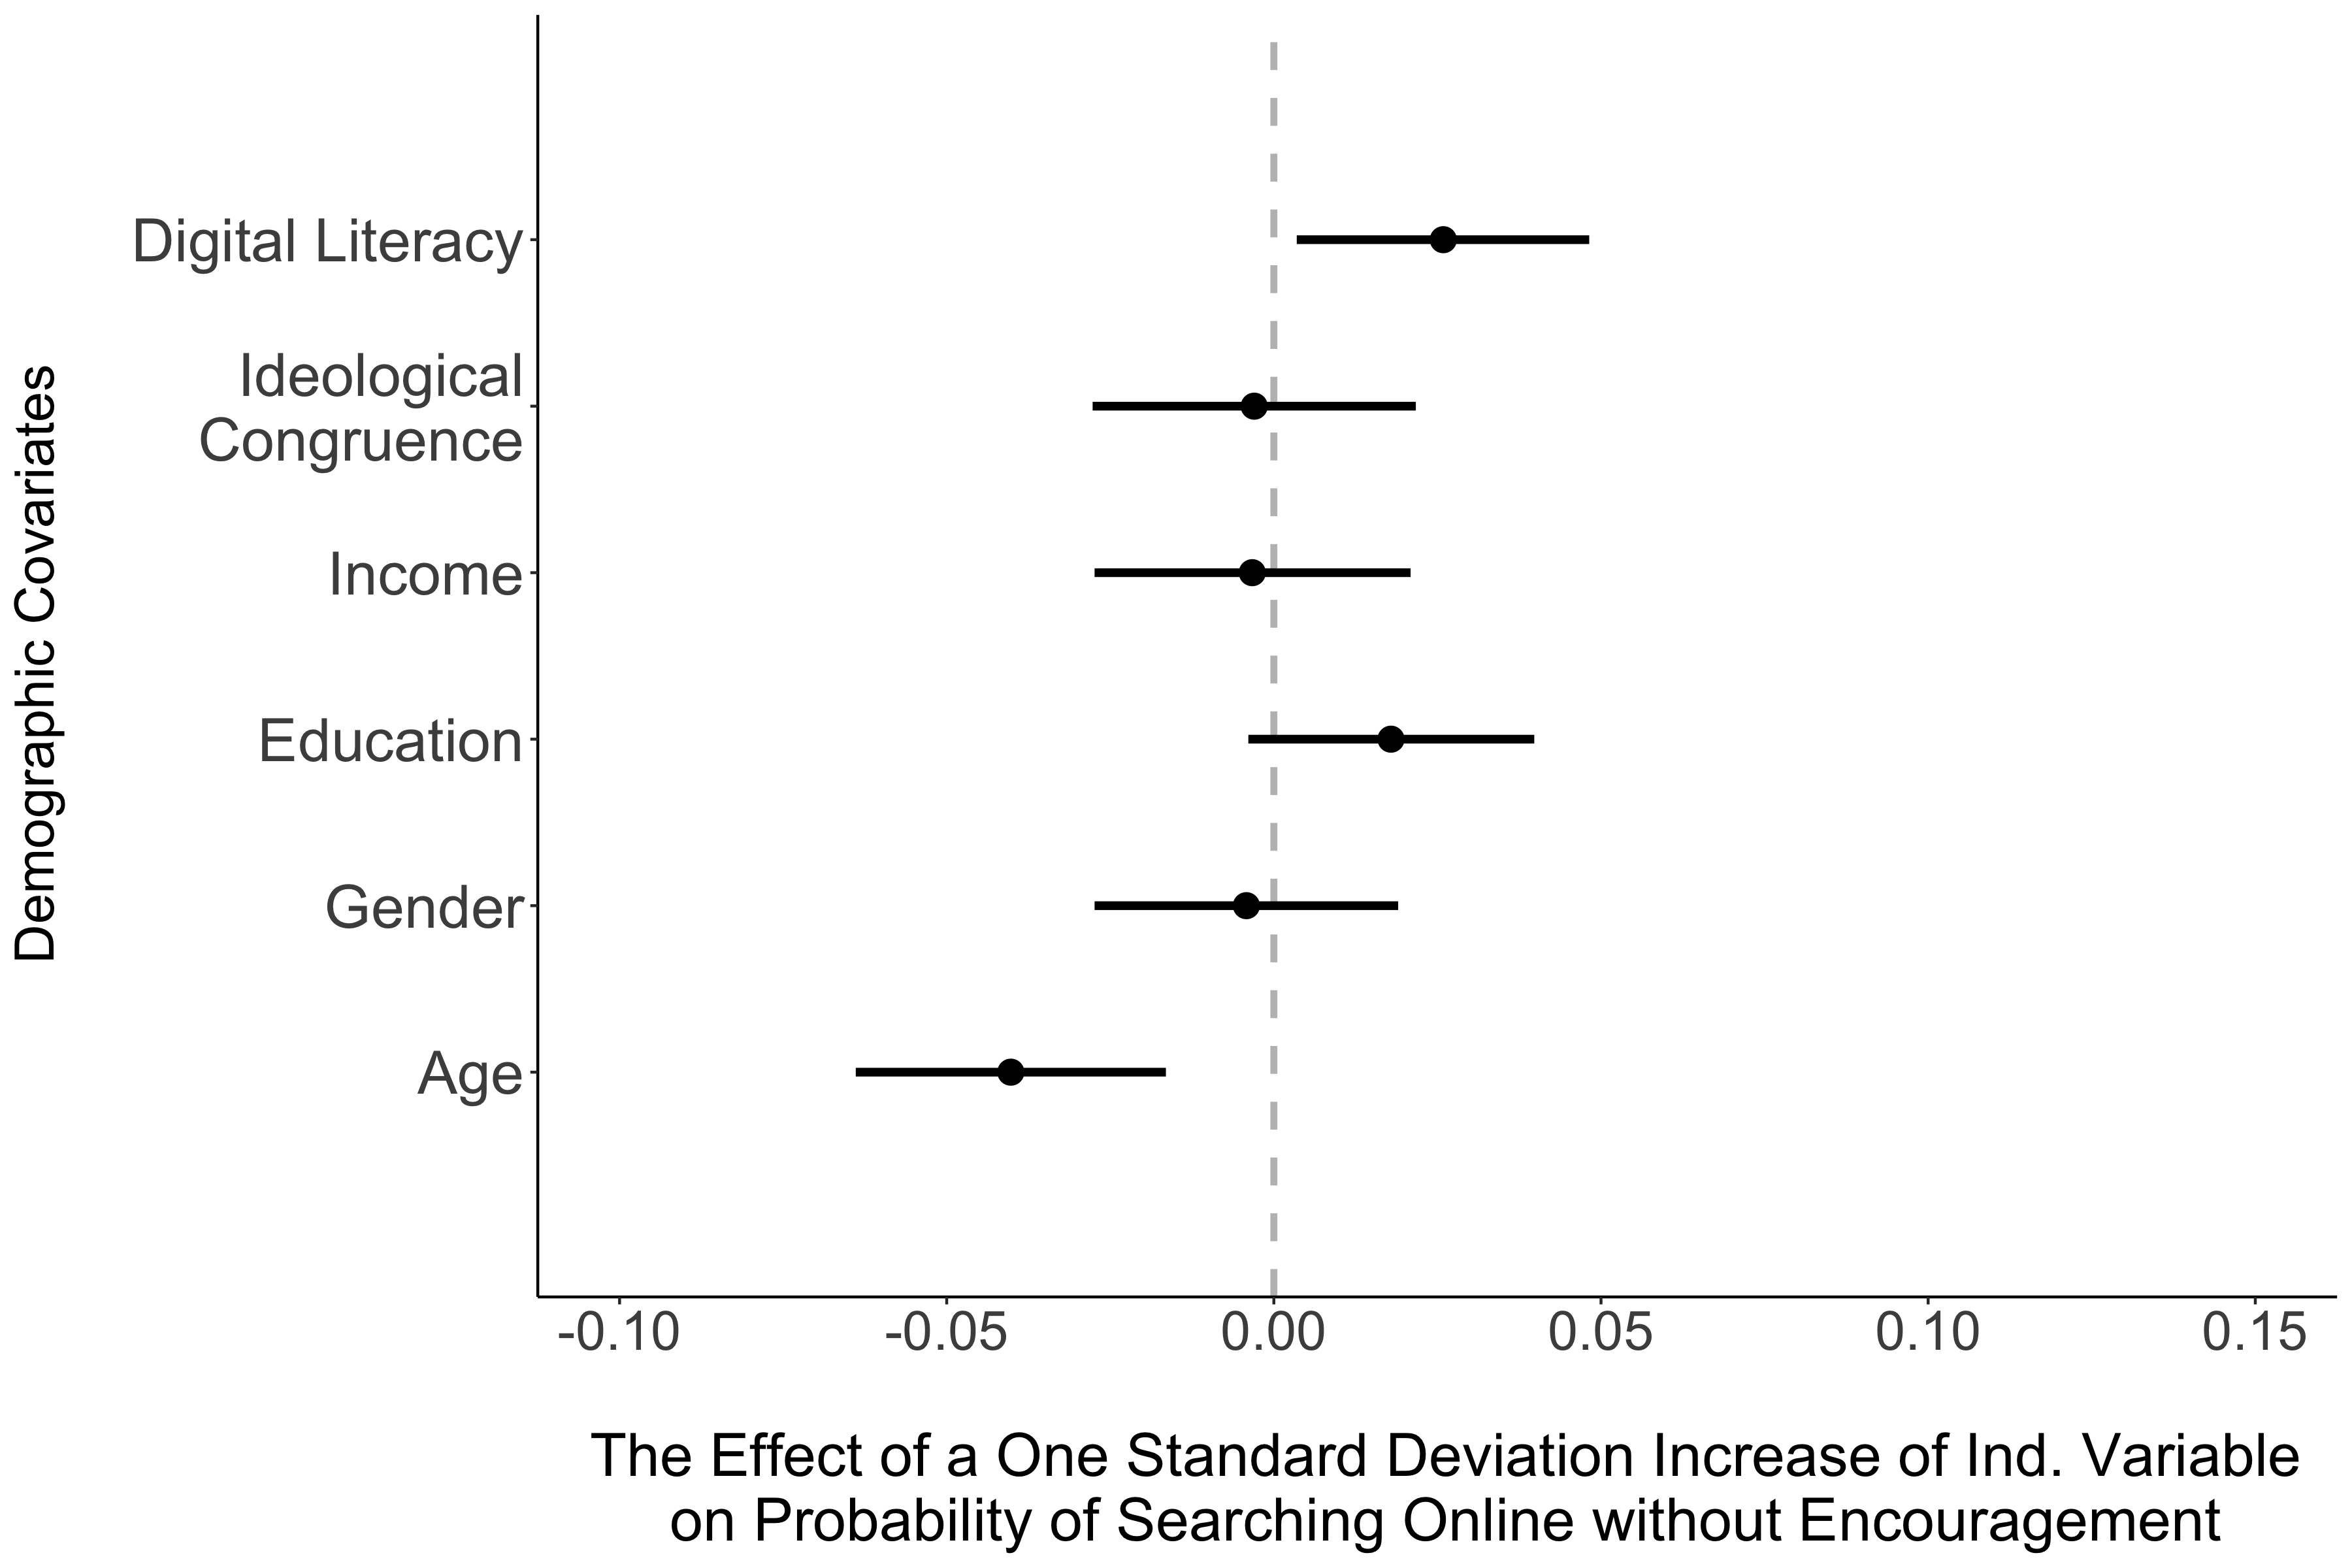 Demographic Covariates
Digital Literacy
Ideological
Congruence
Income
Education
Gender
Age
-0.10
-0.05
0.00
0.05
0.10
0.15
The Effect of a One Standard Deviation Increase of Ind. Variable
on Probability of Searching Online without Encouragement